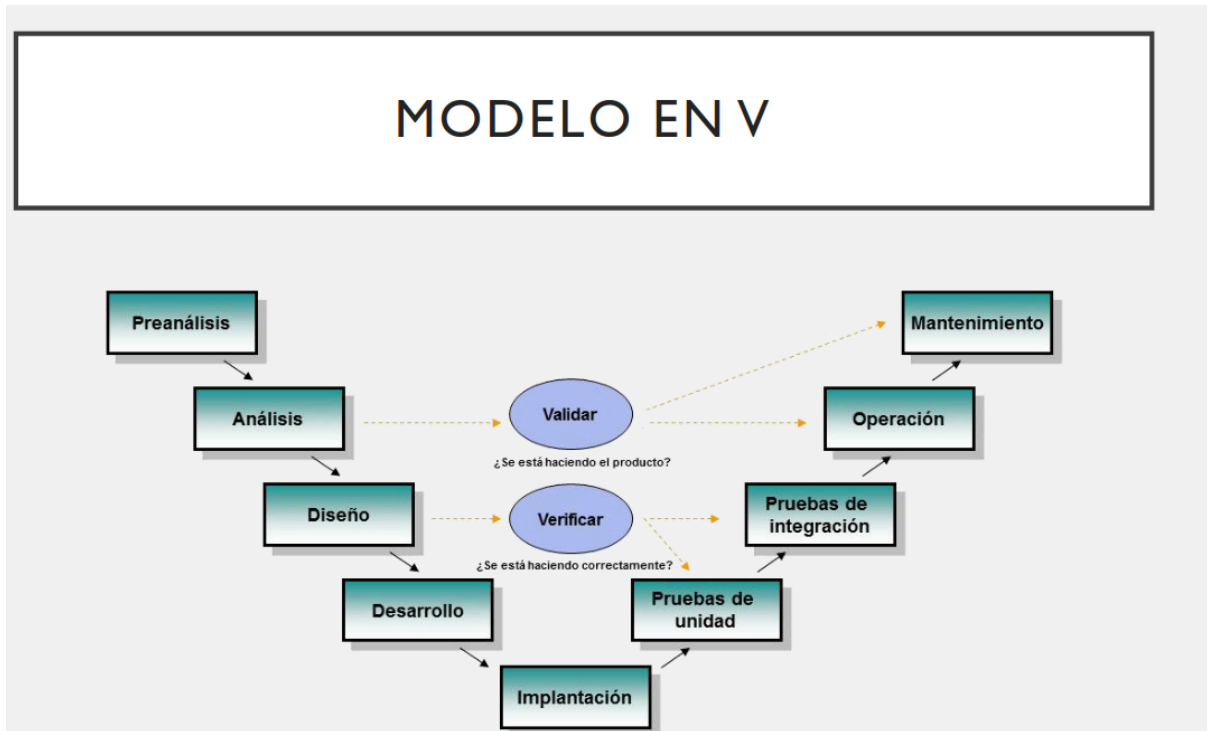 MODELO EN V
Preanálisis
Mantenimiento
Análisis
Validar
Operación
¿Se está haciendo el producto?
Diseño
Verificar
Pruebas de
integración
¿Se está haciendo correctamente?
Desarrollo
Pruebas de
unidad
Implantación